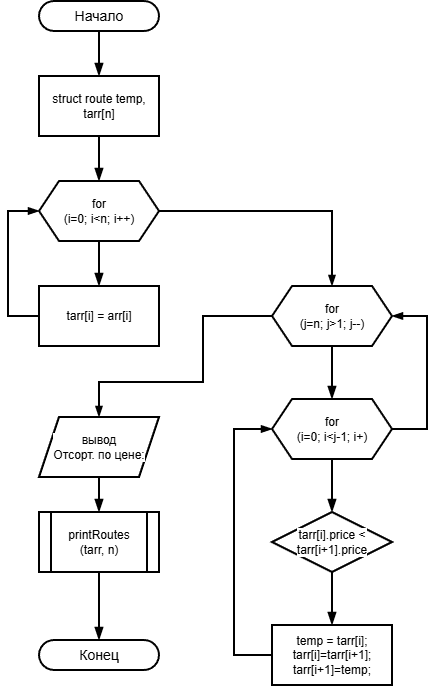 Начало
struct route temp,
tarr[n]
for
(i=0; i<n; i++)
tarr[i] = arr[i]
for
(j=n; j>1; j--)
for
(i=0; i<j-1; i+)
tarr[i].price <
tarr[i+1].price
temp = tarr[i];
tarr[i]=tarr[i+1];
tarr[i+1]=temp;
вывод
Отсорт. по цене:
printRoutes
(tarr, n)
Конец